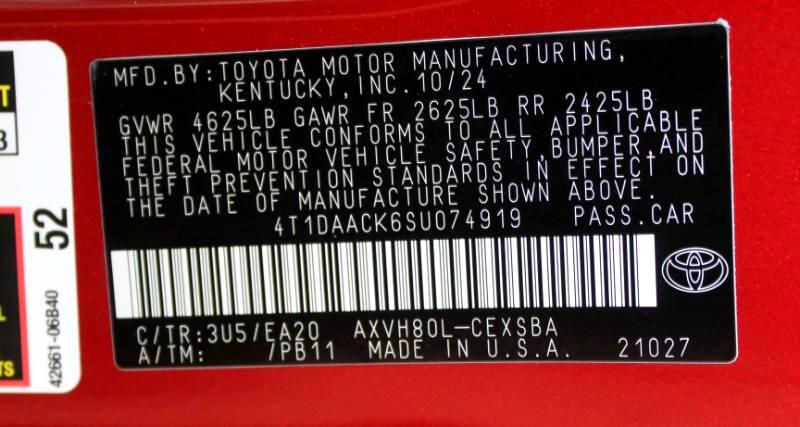 MFD.BY:TOYOTA MOTOR MANUFACTURING,
KENTUCKY,INC.10/24
GVWR 4625LB GAWR FR 2625LB RR 2425LB
THIS VEHICLE CONFORMS TO ALL APPLICABLE
FEDERAL MOTOR VEHICLE SAFETY,BUMPER,AND
THEFT PREVENTION STANDARDS IN EFFECT ON
THE DATE OF MANUFACTURE SHOWN ABOVE.
4T1DAACK6SU074919 PASS.CAR
C/TR:3U5/EA20 AXVH80L-CEXSBA
A/TM: /PB11 MADE IN U.S.A. 21027
52
42661-06B40
T
3
L
TS